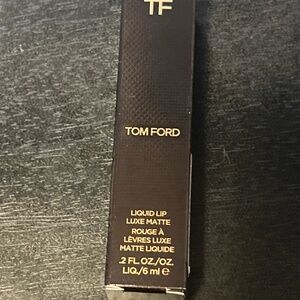 TF
TOM FORD
LIQUID LIP
LUXE MATTE
ROUGE À
LÈVRES LUXE
MATTE LIQUIDE
.2 FL.OZ./OZ.
LIQ./6 ml ℮